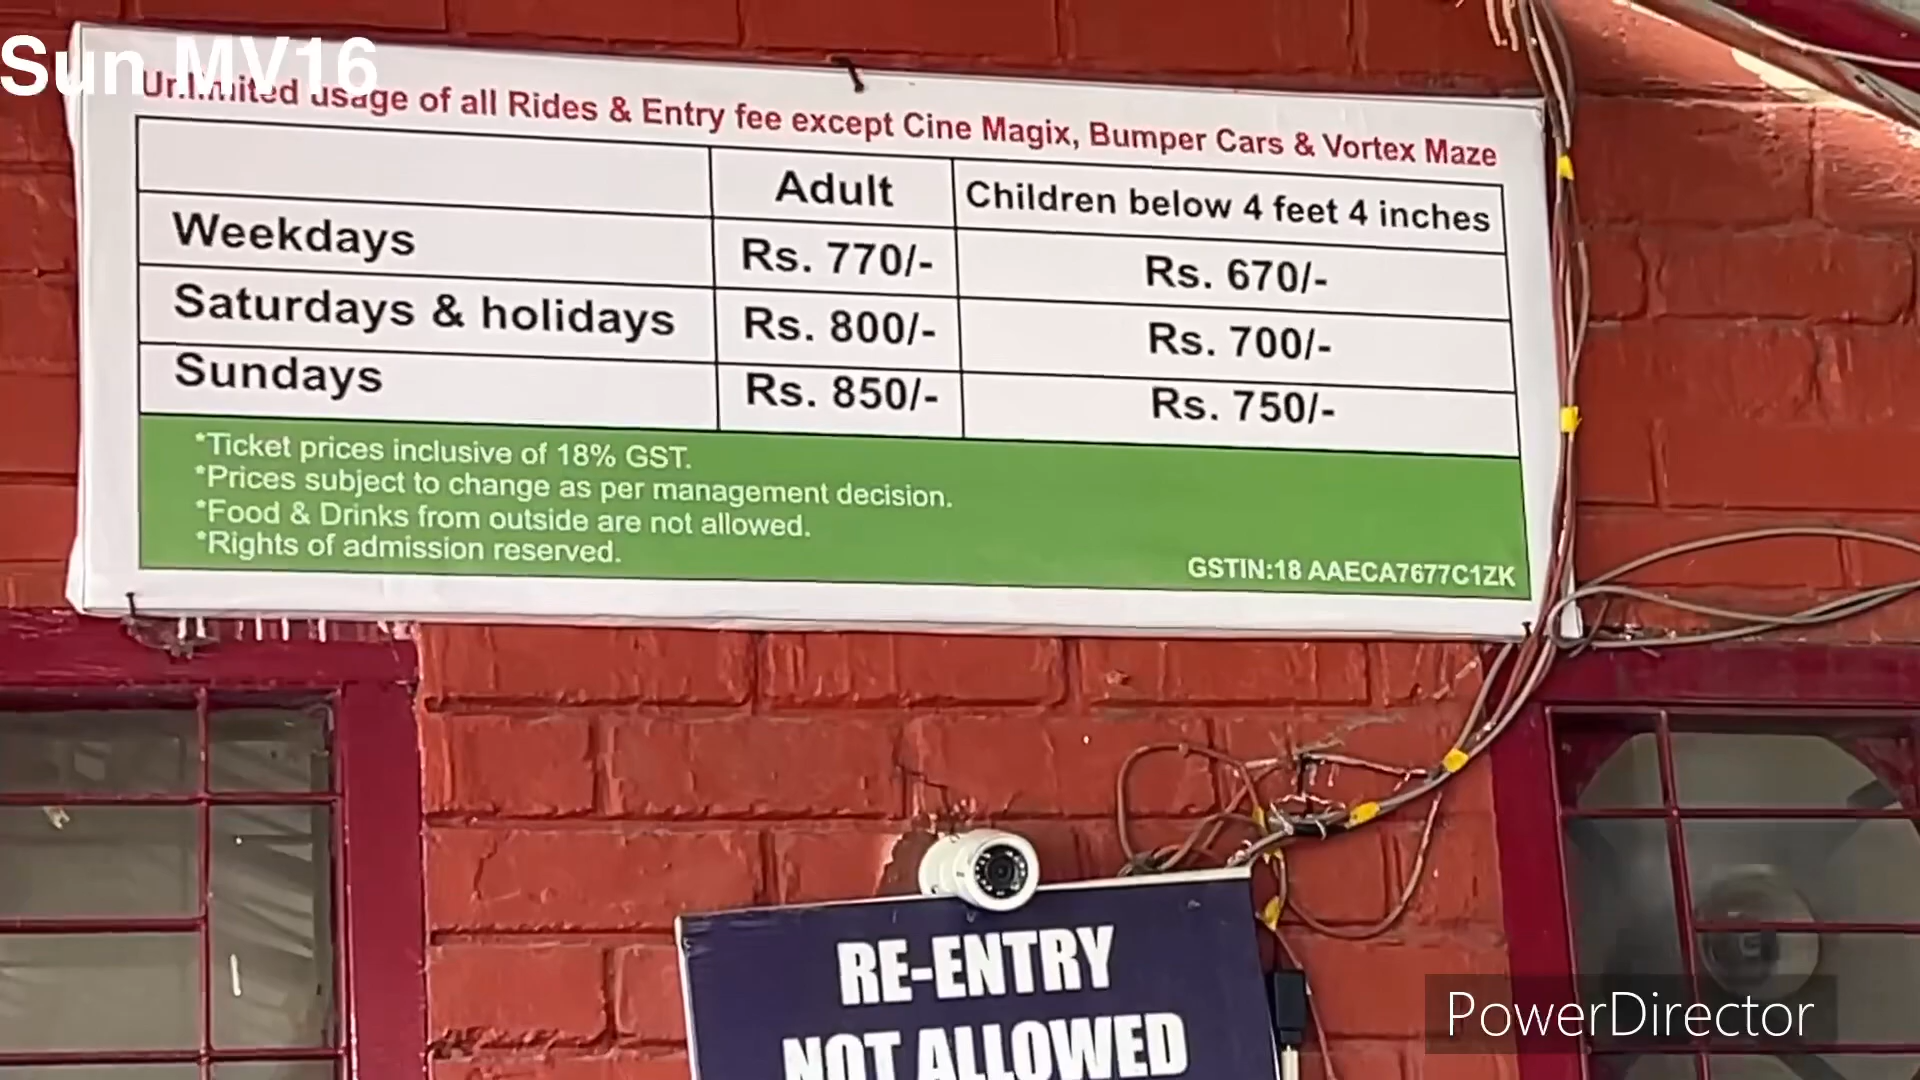 Sun MV16
Unlimited usage of all Rides & Entry fee except Cine Magix, Bumper Cars & Vortex Maze
Adult Children below 4 feet 4 inches
Weekdays Rs. 770/- Rs. 670/-
Saturdays & holidays Rs. 800/- Rs. 700/-
Sundays Rs. 850/- Rs. 750/-
*Ticket prices inclusive of 18% GST.
*Prices subject to change as per management decision.
*Food & Drinks from outside are not allowed.
*Rights of admission reserved.
GSTIN:18 AAECA7677C1ZK
RE-ENTRY
NOT ALLOWED
PowerDirector